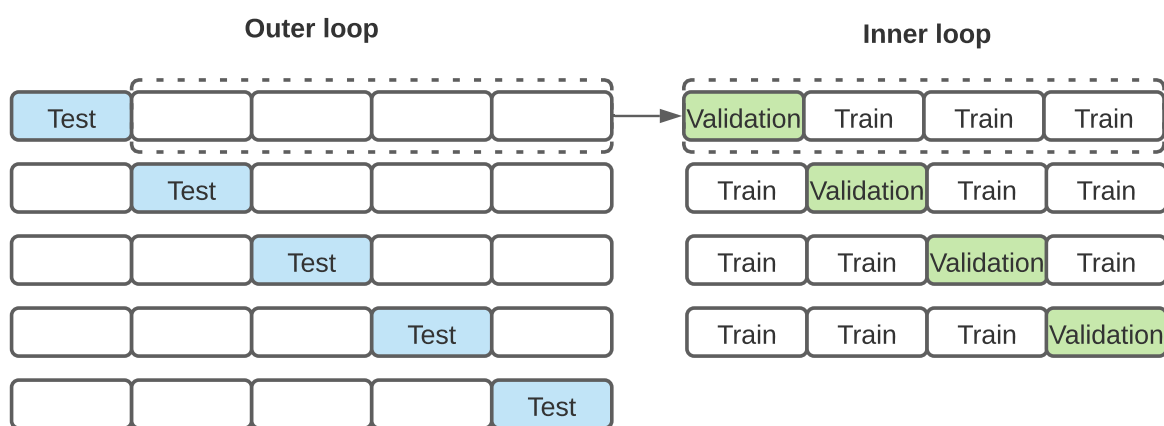 Outer loop
Inner loop
Test
Validation Train Train Train
Test
Train Validation Train Train
Test
Train Train Validation Train
Test
Train Train Train Validation
Test